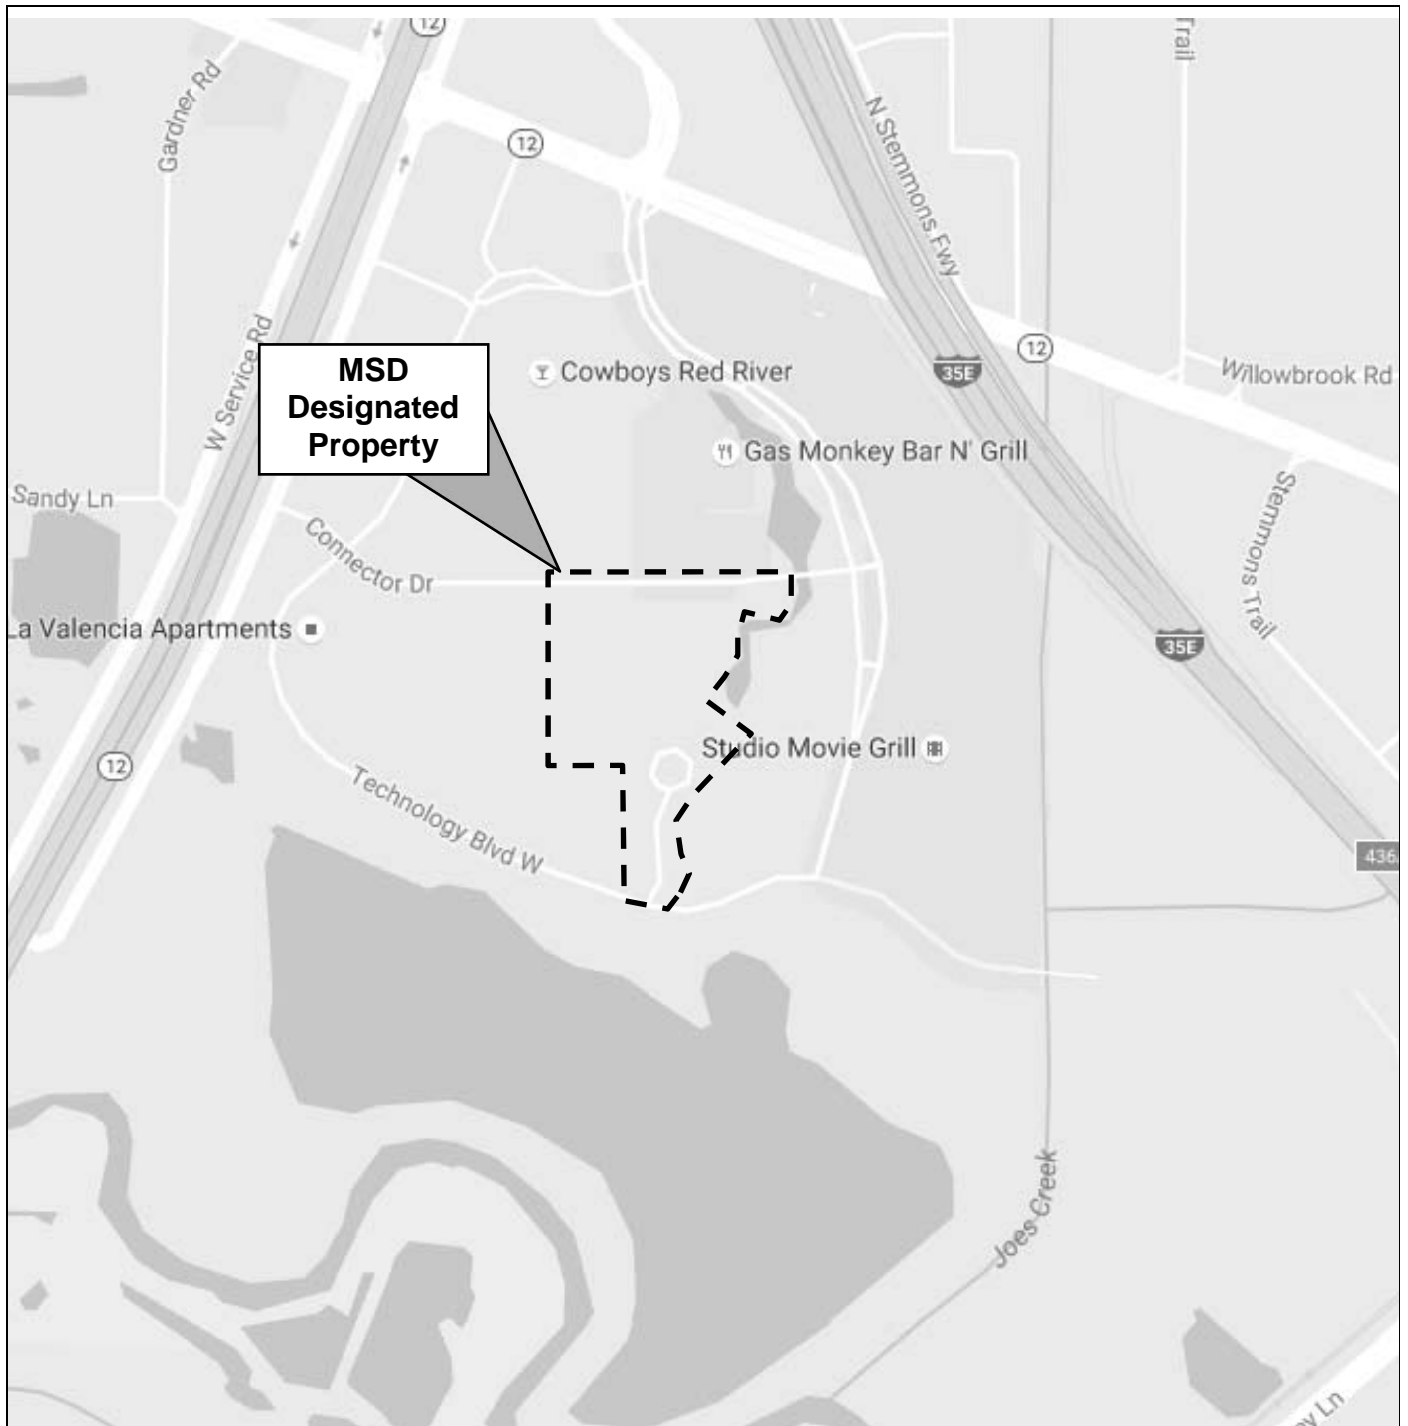 12
Trail
Gardner Rd
12
N Stemmons Fwy
W Service Rd
12
35E
Willowbrook Rd
MSD
Designated
Property
Cowboys Red River
Gas Monkey Bar N' Grill
Sandy Ln
Stemmons Trail
Connector Dr
La Valencia Apartments
35E
Studio Movie Grill
12
Technology Blvd W
436
Joes Creek
Ln